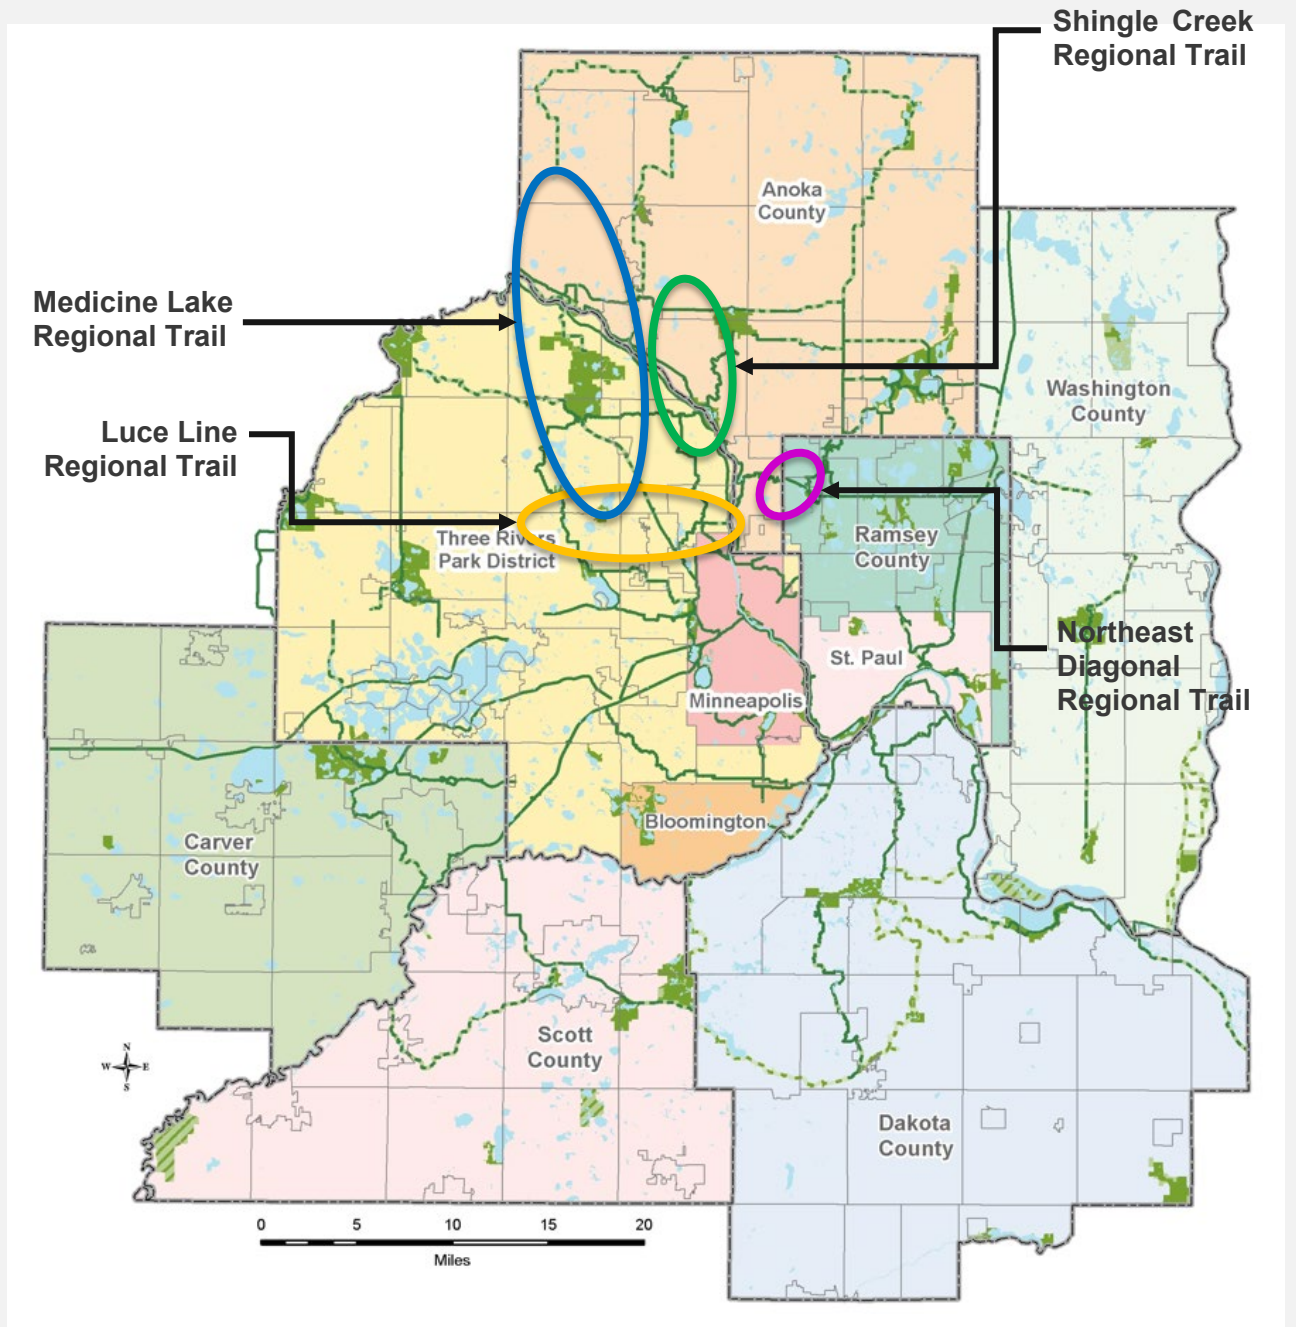 Shingle Creek
Regional Trail
Anoka
County
Medicine Lake
Regional Trail
Washington
County
Luce Line
Regional Trail
Three Rivers
Park District
Ramsey
County
Northeast
Diagonal
Regional Trail
St. Paul
Minneapolis
Bloomington
Carver
County
Scott
County
N
W E
S
Dakota
County
0 5 10 15 20
Miles